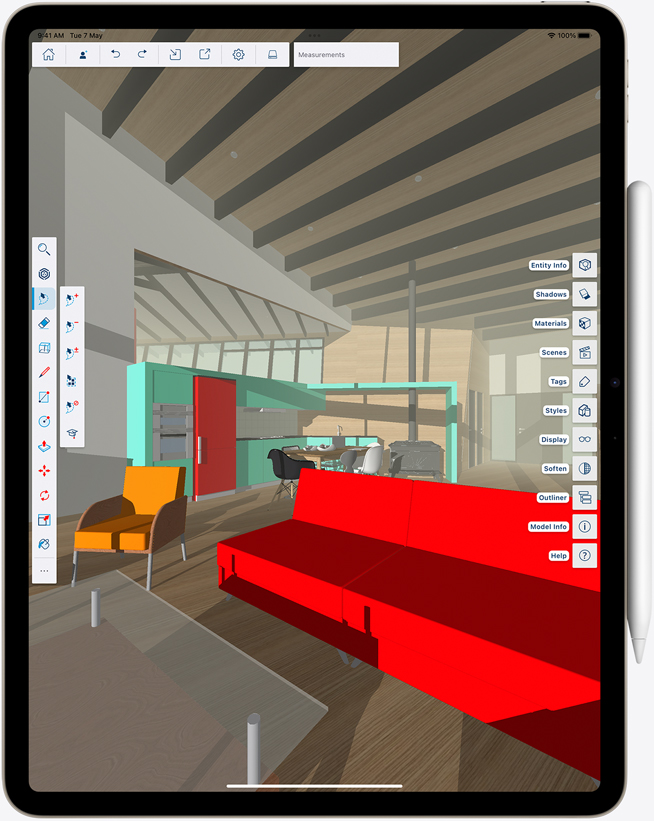 9:41 AM Tue 7 May
100%
Measurements
Entity Info
Shadows
Materials
Scenes
Tags
Styles
Display
Soften
Outliner
Model Info
Help